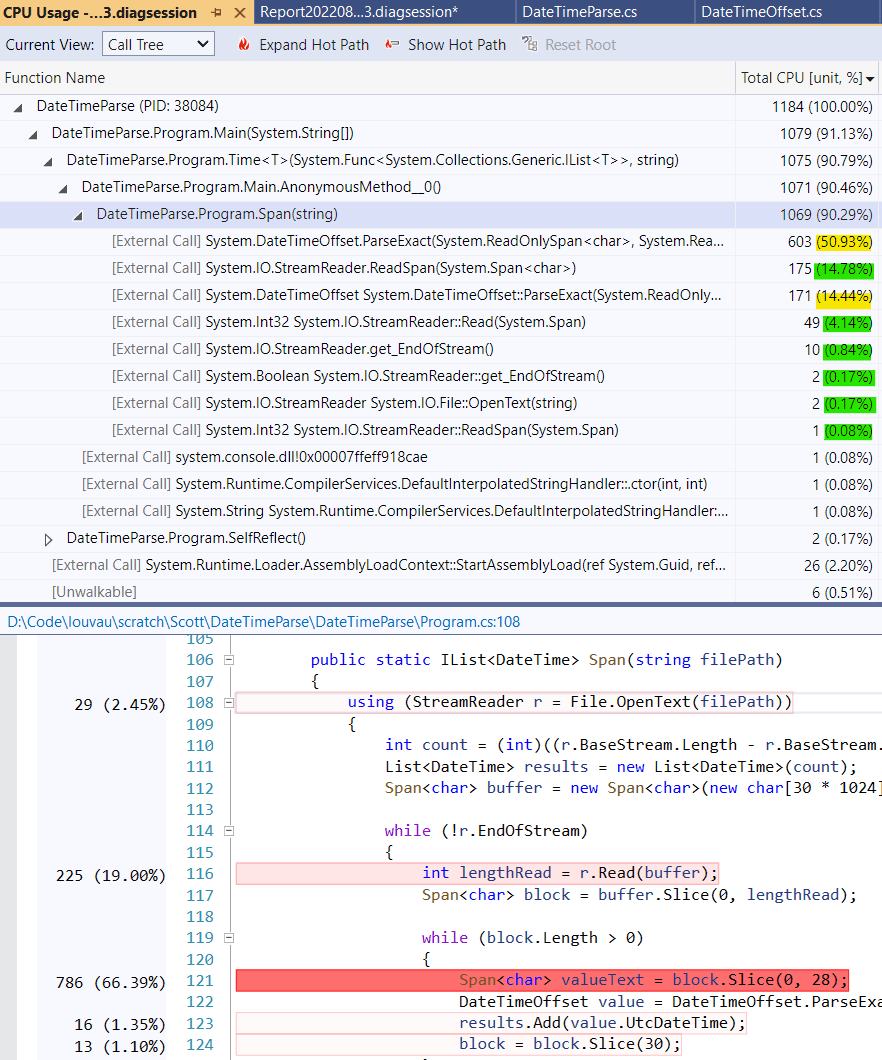 CPU Usage -...3.diagsession
Report202208...3.diagsession*
DateTimeParse.cs
DateTimeOffset.cs
Current View: Call Tree Expand Hot Path Show Hot Path Reset Root
Function Name Total CPU [unit, %]
DateTimeParse (PID: 38084) 1184 (100.00%)
DateTimeParse.Program.Main(System.String[]) 1079 (91.13%)
DateTimeParse.Program.Time<T>(System.Func<System.Collections.Generic.IList<T>>, string) 1075 (90.79%)
DateTimeParse.Program.Main.AnonymousMethod__0() 1071 (90.46%)
DateTimeParse.Program.Span(string) 1069 (90.29%)
[External Call] System.DateTimeOffset.ParseExact(System.ReadOnlySpan<char>, System.Rea... 603 (50.93%)
[External Call] System.IO.StreamReader.ReadSpan(System.Span<char>) 175 (14.78%)
[External Call] System.DateTimeOffset System.DateTimeOffset::ParseExact(System.ReadOnly... 171 (14.44%)
[External Call] System.Int32 System.IO.StreamReader::Read(System.Span) 49 (4.14%)
[External Call] System.IO.StreamReader.get_EndOfStream() 10 (0.84%)
[External Call] System.Boolean System.IO.StreamReader::get_EndOfStream() 2 (0.17%)
[External Call] System.IO.StreamReader System.IO.File::OpenText(string) 2 (0.17%)
[External Call] System.Int32 System.IO.StreamReader::ReadSpan(System.Span) 1 (0.08%)
[External Call] system.console.dll!0x00007ffeff918cae 1 (0.08%)
[External Call] System.Runtime.CompilerServices.DefaultInterpolatedStringHandler::.ctor(int, int) 1 (0.08%)
[External Call] System.String System.Runtime.CompilerServices.DefaultInterpolatedStringHandler:... 1 (0.08%)
DateTimeParse.Program.SelfReflect() 2 (0.17%)
[External Call] System.Runtime.Loader.AssemblyLoadContext::StartAssemblyLoad(ref System.Guid, ref... 26 (2.20%)
[Unwalkable] 6 (0.51%)
D:\Code\louvau\scratch\Scott\DateTimeParse\DateTimeParse\Program.cs:108
105
106 public static IList<DateTime> Span(string filePath)
107 {
29 (2.45%) 108 using (StreamReader r = File.OpenText(filePath))
109 {
110 int count = (int)((r.BaseStream.Length - r.BaseStream.
111 List<DateTime> results = new List<DateTime>(count);
112 Span<char> buffer = new Span<char>(new char[30 * 1024]
113
114 while (!r.EndOfStream)
115 {
225 (19.00%) 116 int lengthRead = r.Read(buffer);
117 Span<char> block = buffer.Slice(0, lengthRead);
118
119 while (block.Length > 0)
120 {
786 (66.39%) 121 Span<char> valueText = block.Slice(0, 28);
122 DateTimeOffset value = DateTimeOffset.ParseExa
16 (1.35%) 123 results.Add(value.UtcDateTime);
13 (1.10%) 124 block = block.Slice(30);